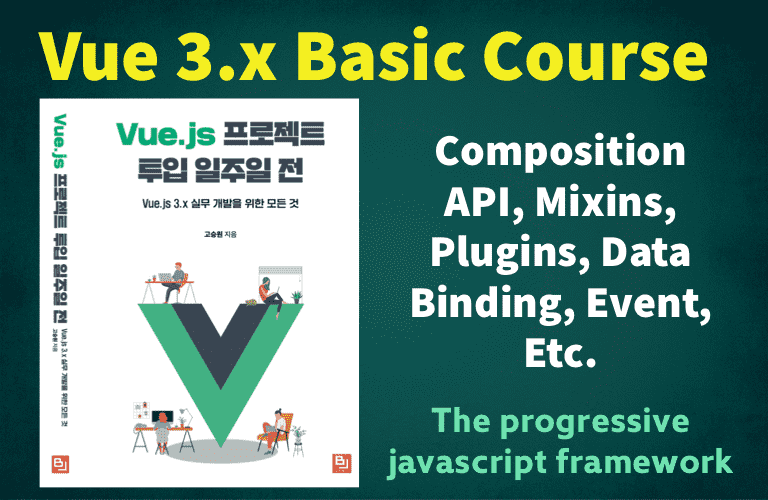 Vue 3.x Basic Course
Vue.js 프로젝트 투입 일주일 전
Vue.js 3.x 실무 개발을 위한 모든 것
고승원 지음
BJ
Vue.js 프로젝트
투입 일주일 전
Vue.js 3.x 실무 개발을 위한 모든 것
고승원 지음
BJ
Composition
API, Mixins,
Plugins, Data
Binding, Event,
Etc.
The progressive
javascript framework